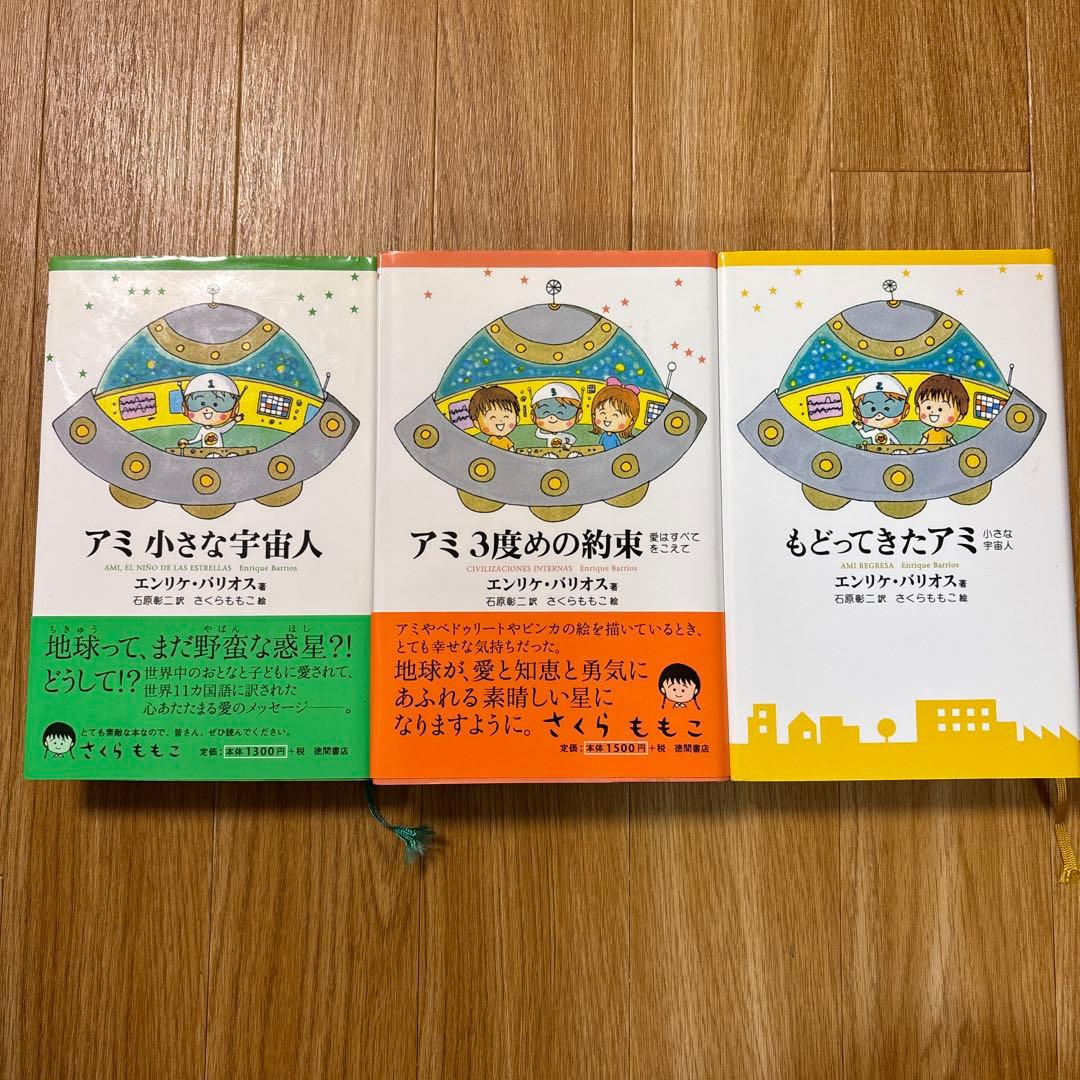 1
アミ 小さな宇宙人
AMI, EL NIÑO DE LAS ESTRELLAS Enrique Barrios
エンリケ・バリオス 著
石原彰二 訳 さくらももこ 絵
ちきゅう やばん ほし
地球って、まだ野蛮な惑星?!
どうして!?
世界中のおとなと子どもに愛されて、
世界11カ国語に訳された
心あたたまる愛のメッセージ――。
とても素敵な本なので、皆さん、ぜひ読んでください。
さくらももこ
定価:本体1300円+税 徳間書店
3
アミ 3度めの約束
愛はすべて
をこえて
CIVILIZACIONES INTERNAS Enrique Barrios
エンリケ・バリオス 著
石原彰二 訳 さくらももこ 絵
アミやペドゥリートやビンカの絵を描いているとき、
とても幸せな気持ちだった。
地球が、愛と知恵と勇気に
あふれる素晴しい星に
なりますように。 さくらももこ
定価:本体1500円+税 徳間書店
2
もどってきたアミ
小さな
宇宙人
AMI REGRESA Enrique Barrios
エンリケ・バリオス 著
石原彰二 訳 さくらももこ 絵